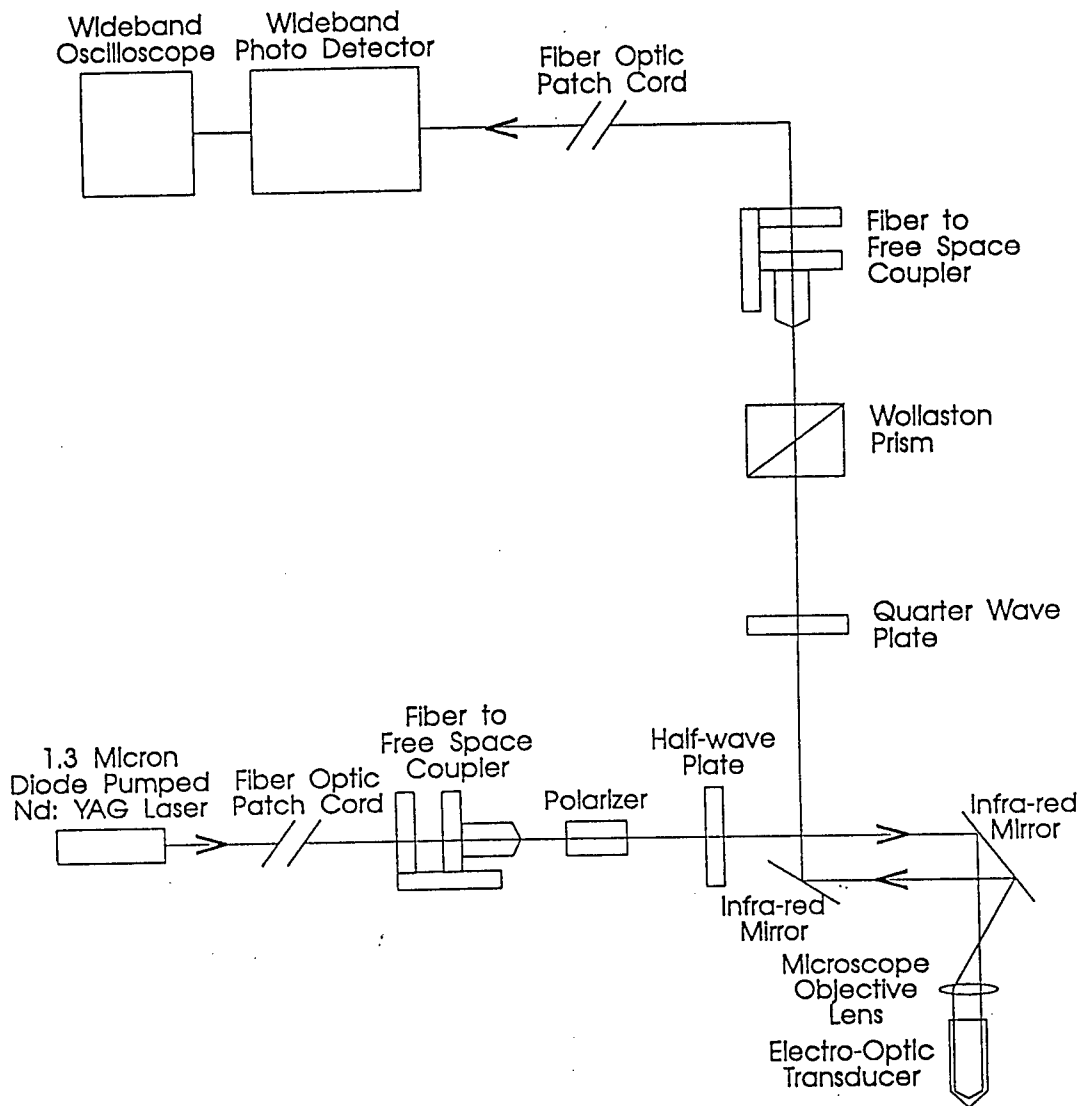 Wideband
Oscilloscope
Wideband
Photo Detector
Fiber Optic
Patch Cord
Fiber to
Free Space
Coupler
Wollaston
Prism
Quarter Wave
Plate
1.3 Micron
Diode Pumped
Nd: YAG Laser
Fiber Optic
Patch Cord
Fiber to
Free Space
Coupler
Polarizer
Half-wave
Plate
Infra-red
Mirror
Infra-red
Mirror
Microscope
Objective
Lens
Electro-Optic
Transducer